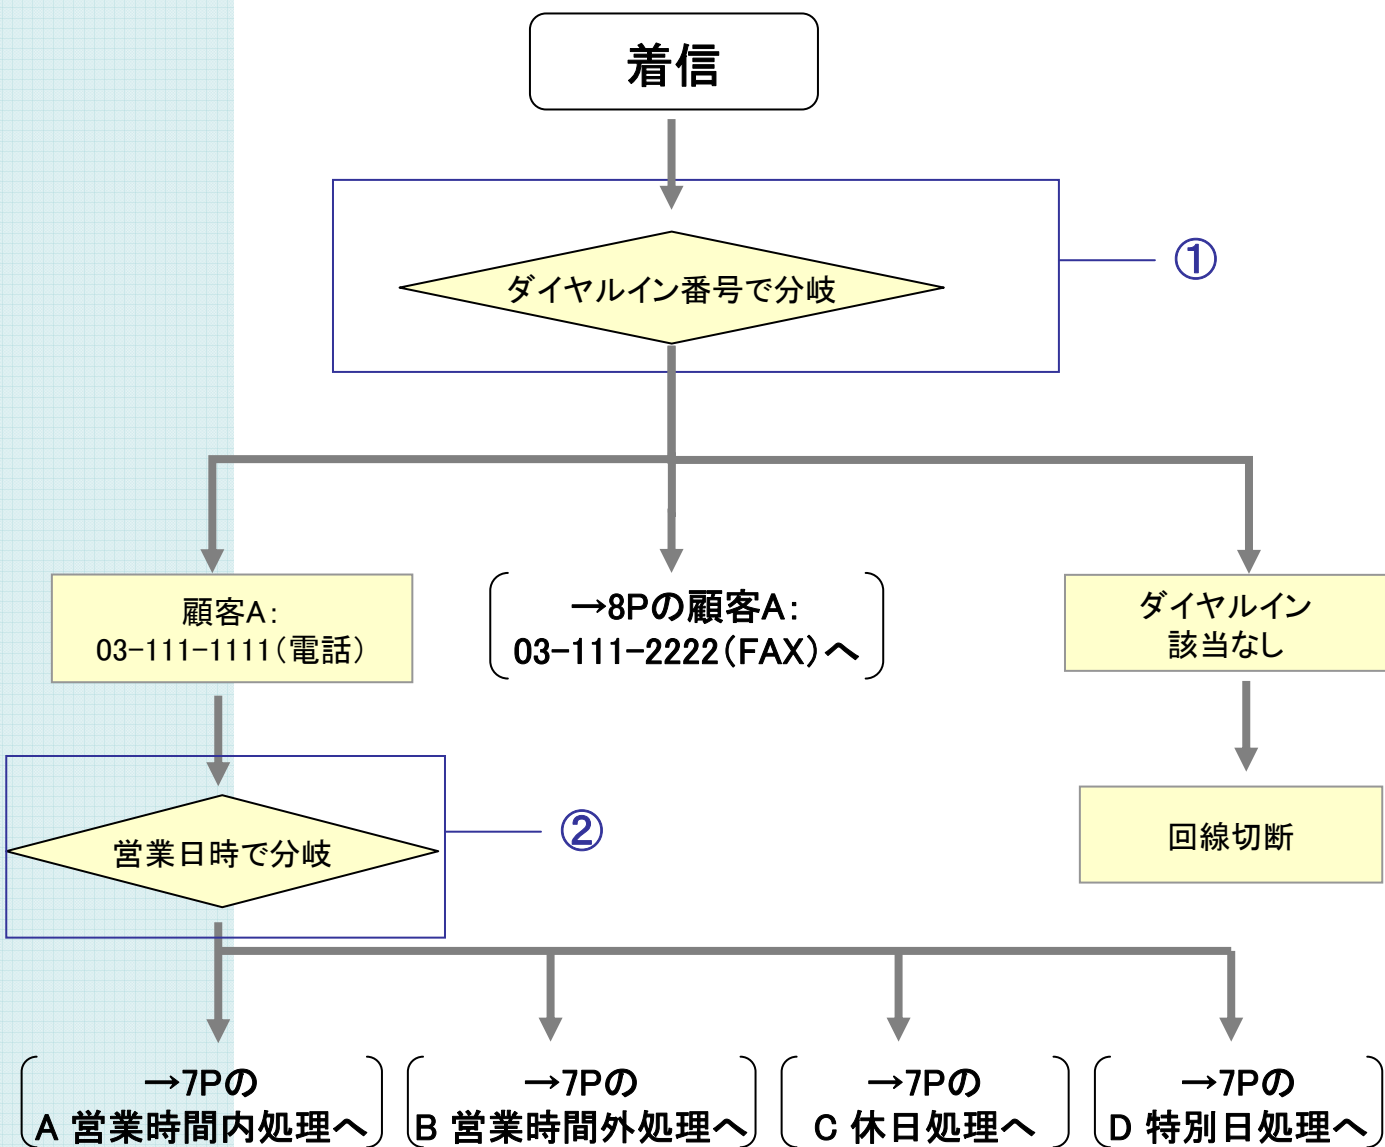 着信
ダイヤルイン番号で分岐
①
顧客A：
03-111-1111（電話）
→8Pの顧客A：
03-111-2222（FAX）へ
ダイヤルイン
該当なし
営業日時で分岐
②
回線切断
→7Pの
A 営業時間内処理へ
→7Pの
B 営業時間外処理へ
→7Pの
C 休日処理へ
→7Pの
D 特別日処理へ